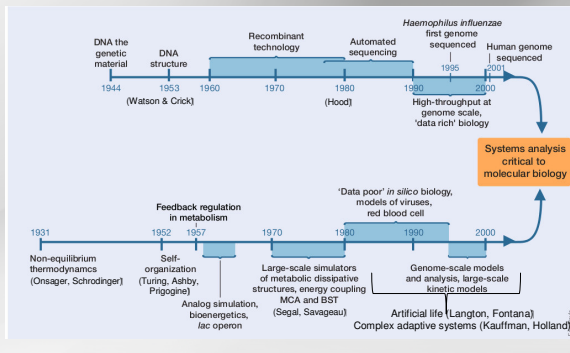 DNA the
genetic
material
DNA
structure
Recombinant
technology
Automated
sequencing
Haemophilus influenzae
first genome
sequenced
Human genome
sequenced
1995
2001
1944
1953
1960
1970
1980
1990
2000
(Watson & Crick)
(Hood)
High-throughput at
genome scale,
'data rich' biology
Systems analysis
critical to
molecular biology
'Data poor' in silico biology,
models of viruses,
red blood cell
Feedback regulation
in metabolism
1931
1952
1957
1970
1980
1990
2000
Non-equilibrium
thermodynamcs
(Onsager, Schrodinger)
Self-
organization
(Turing, Ashby,
Prigogine)
Analog simulation,
bioenergetics,
lac operon
Large-scale simulators
of metabolic dissipative
structures, energy coupling
MCA and BST
(Segal, Savageau)
Genome-scale models
and analysis, large-scale
kinetic models
Artificial life (Langton, Fontana)
Complex adaptive systems (Kauffman, Holland)